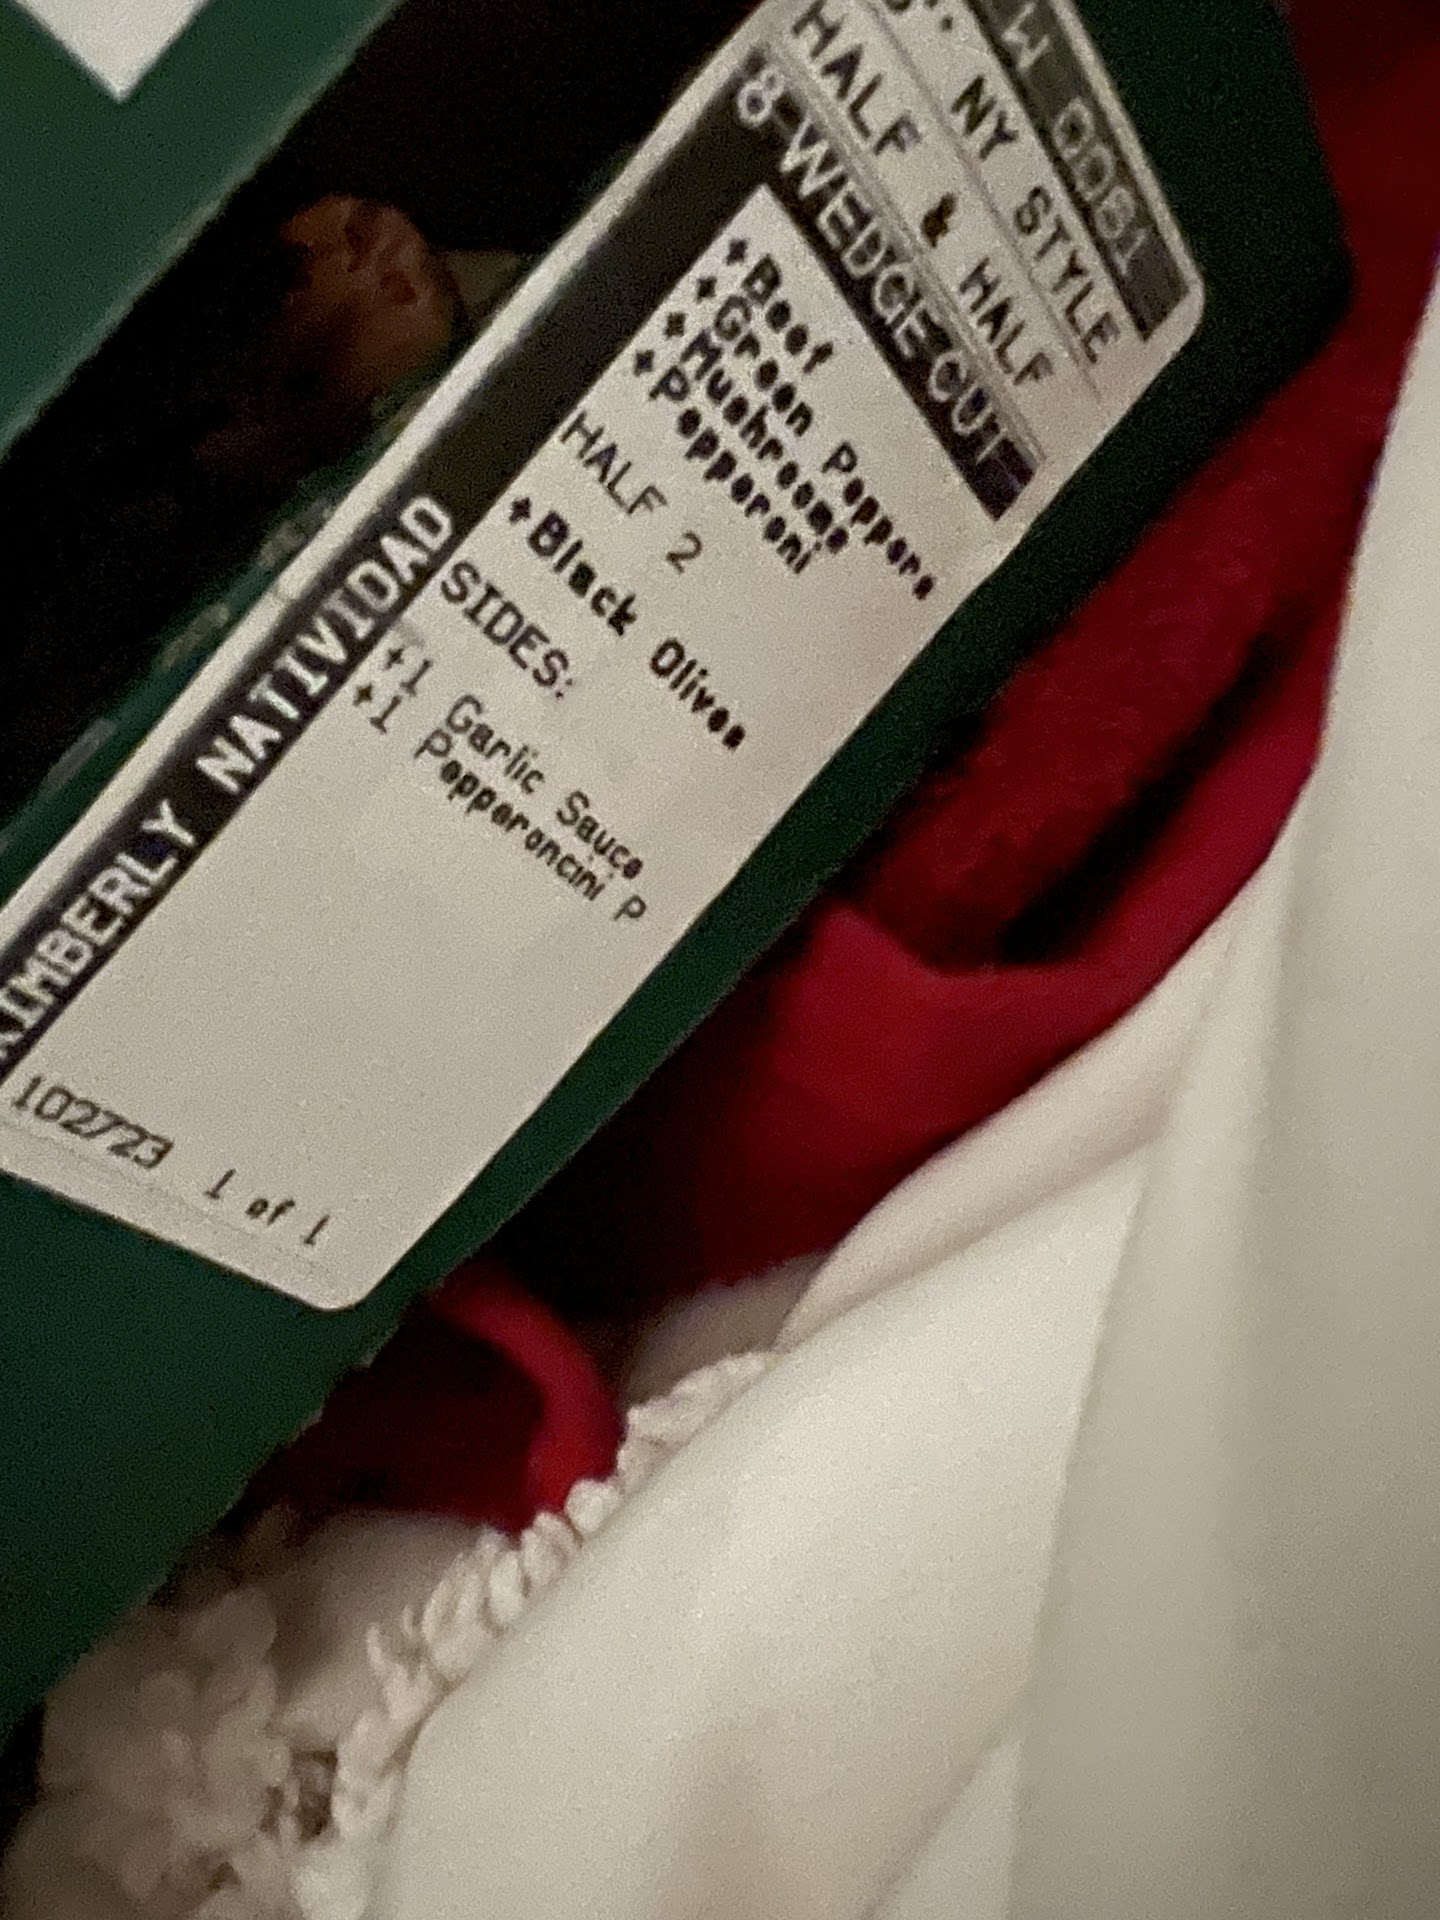 W 0081
NY STYLE
HALF & HALF
8-WEDGE CUT
+Beef
+Green Peppers
+Mushrooms
+Pepperoni
HALF 2
+Black Olives
SIDES:
+1 Garlic Sauce
+1 Pepperoncini P
KIMBERLY NATIVIDAD
102723 1 of 1